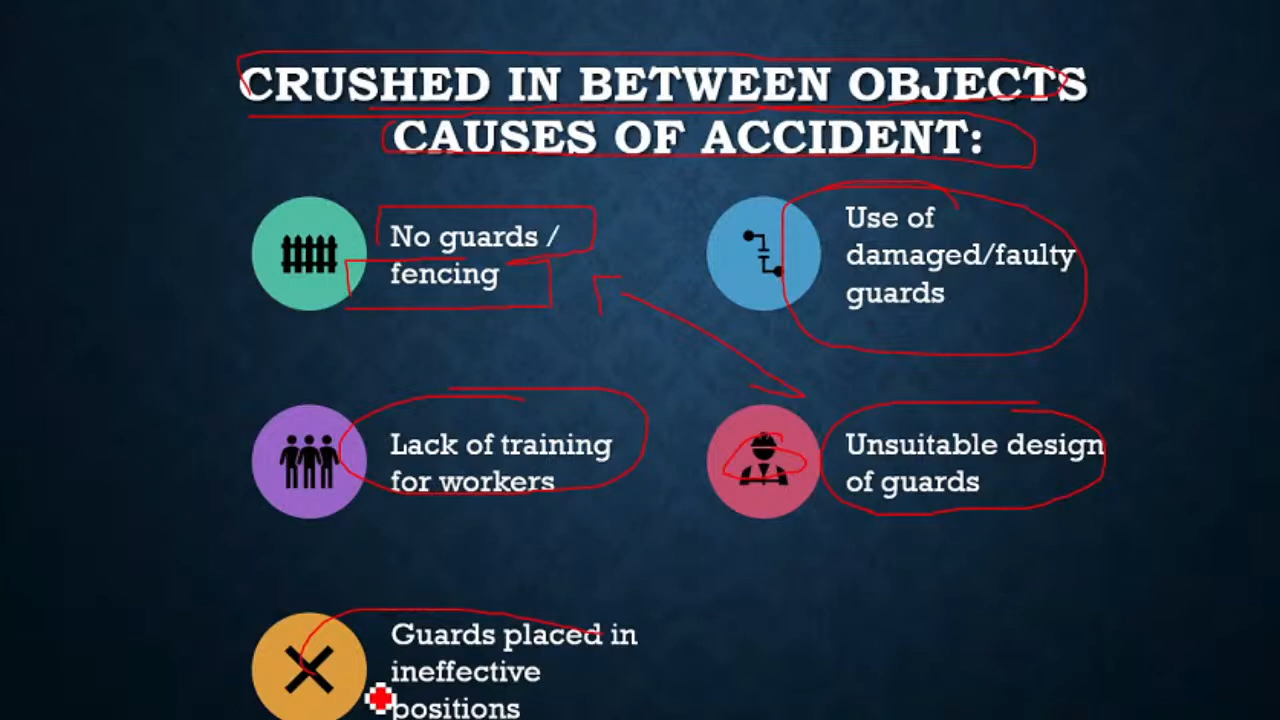 CRUSHED IN BETWEEN OBJECTS
CAUSES OF ACCIDENT:
No guards /
fencing
Use of
damaged/faulty
guards
Lack of training
for workers
Unsuitable design
of guards
Guards placed in
ineffective
positions